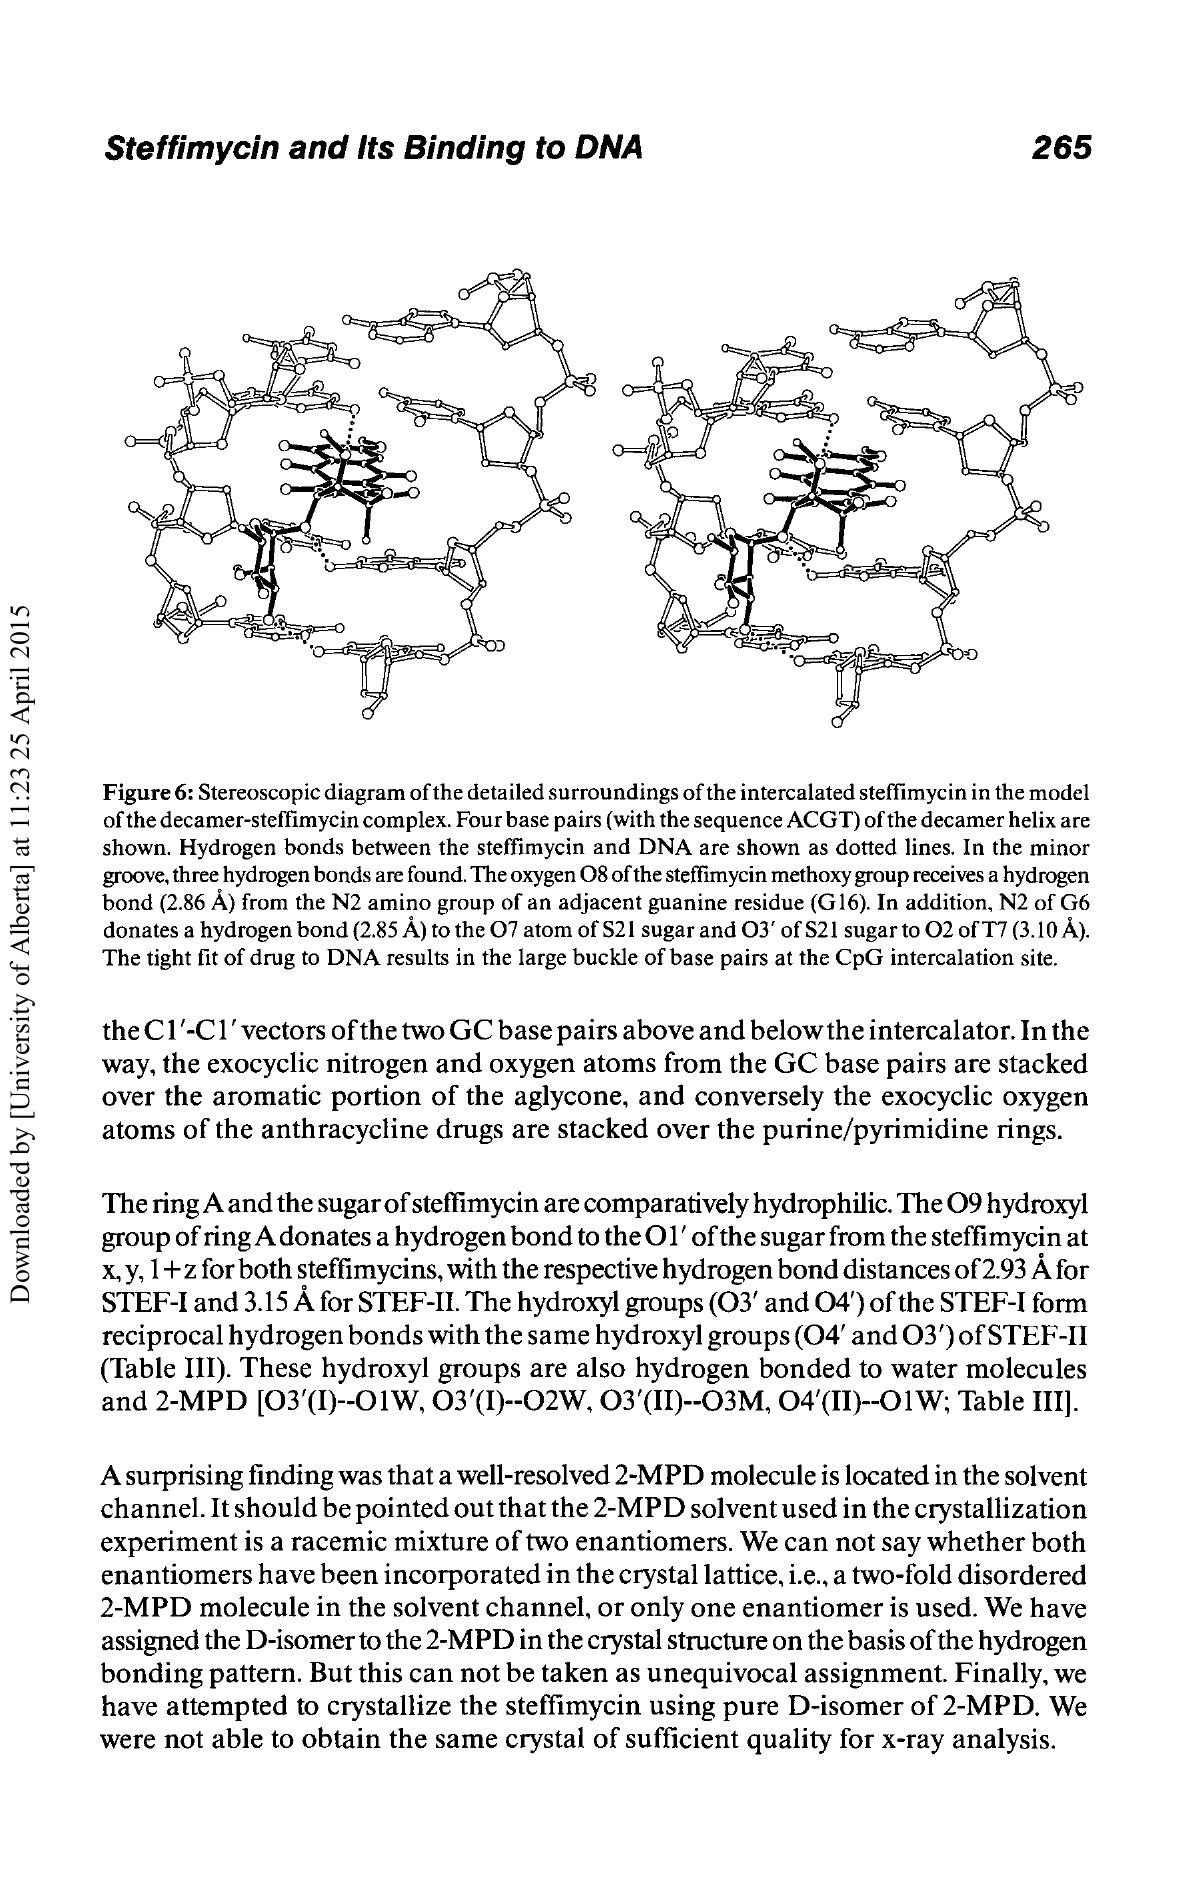 Steffimycin and Its Binding to DNA 265
Figure 6: Stereoscopic diagram of the detailed surroundings of the intercalated steffimycin in the model
of the decamer-steffimycin complex. Four base pairs (with the sequence ACGT) of the decamer helix are
shown. Hydrogen bonds between the steffimycin and DNA are shown as dotted lines. In the minor
groove, three hydrogen bonds are found. The oxygen O8 of the steffimycin methoxy group receives a hydrogen
bond (2.86 Å) from the N2 amino group of an adjacent guanine residue (G16). In addition, N2 of G6
donates a hydrogen bond (2.85 Å) to the O7 atom of S21 sugar and O3' of S21 sugar to O2 of T7 (3.10 Å).
The tight fit of drug to DNA results in the large buckle of base pairs at the CpG intercalation site.
the C1'-C1' vectors of the two GC base pairs above and below the intercalator. In the
way, the exocyclic nitrogen and oxygen atoms from the GC base pairs are stacked
over the aromatic portion of the aglycone, and conversely the exocyclic oxygen
atoms of the anthracycline drugs are stacked over the purine/pyrimidine rings.
The ring A and the sugar of steffimycin are comparatively hydrophilic. The O9 hydroxyl
group of ring A donates a hydrogen bond to the O1' of the sugar from the steffimycin at
x, y, 1+z for both steffimycins, with the respective hydrogen bond distances of 2.93 Å for
STEF-I and 3.15 Å for STEF-II. The hydroxyl groups (O3' and O4') of the STEF-I form
reciprocal hydrogen bonds with the same hydroxyl groups (O4' and O3') of STEF-II
(Table III). These hydroxyl groups are also hydrogen bonded to water molecules
and 2-MPD [O3'(I)--O1W, O3'(I)--O2W, O3'(II)--O3M, O4'(II)--O1W; Table III].
A surprising finding was that a well-resolved 2-MPD molecule is located in the solvent
channel. It should be pointed out that the 2-MPD solvent used in the crystallization
experiment is a racemic mixture of two enantiomers. We can not say whether both
enantiomers have been incorporated in the crystal lattice, i.e., a two-fold disordered
2-MPD molecule in the solvent channel, or only one enantiomer is used. We have
assigned the D-isomer to the 2-MPD in the crystal structure on the basis of the hydrogen
bonding pattern. But this can not be taken as unequivocal assignment. Finally, we
have attempted to crystallize the steffimycin using pure D-isomer of 2-MPD. We
were not able to obtain the same crystal of sufficient quality for x-ray analysis.
Downloaded by [University of Alberta] at 11:23 25 April 2015